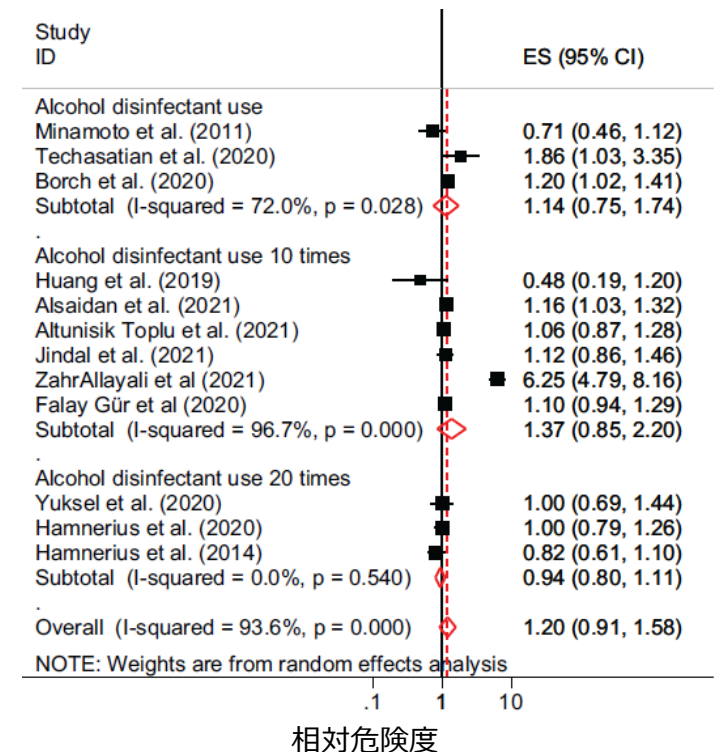 Study
ID ES (95% CI)
Alcohol disinfectant use
Minamoto et al. (2011) 0.71 (0.46, 1.12)
Techasatian et al. (2020) 1.86 (1.03, 3.35)
Borch et al. (2020) 1.20 (1.02, 1.41)
Subtotal (I-squared = 72.0%, p = 0.028) 1.14 (0.75, 1.74)
.
Alcohol disinfectant use 10 times
Huang et al. (2019) 0.48 (0.19, 1.20)
Alsaidan et al. (2021) 1.16 (1.03, 1.32)
Altunisik Toplu et al. (2021) 1.06 (0.87, 1.28)
Jindal et al. (2021) 1.12 (0.86, 1.46)
ZahrAllayali et al (2021) 6.25 (4.79, 8.16)
Falay Gür et al (2020) 1.10 (0.94, 1.29)
Subtotal (I-squared = 96.7%, p = 0.000) 1.37 (0.85, 2.20)
.
Alcohol disinfectant use 20 times
Yuksel et al. (2020) 1.00 (0.69, 1.44)
Hamnerius et al. (2020) 1.00 (0.79, 1.26)
Hamnerius et al. (2014) 0.82 (0.61, 1.10)
Subtotal (I-squared = 0.0%, p = 0.540) 0.94 (0.80, 1.11)
.
Overall (I-squared = 93.6%, p = 0.000) 1.20 (0.91, 1.58)
NOTE: Weights are from random effects analysis
.1 1 10
相対危険度